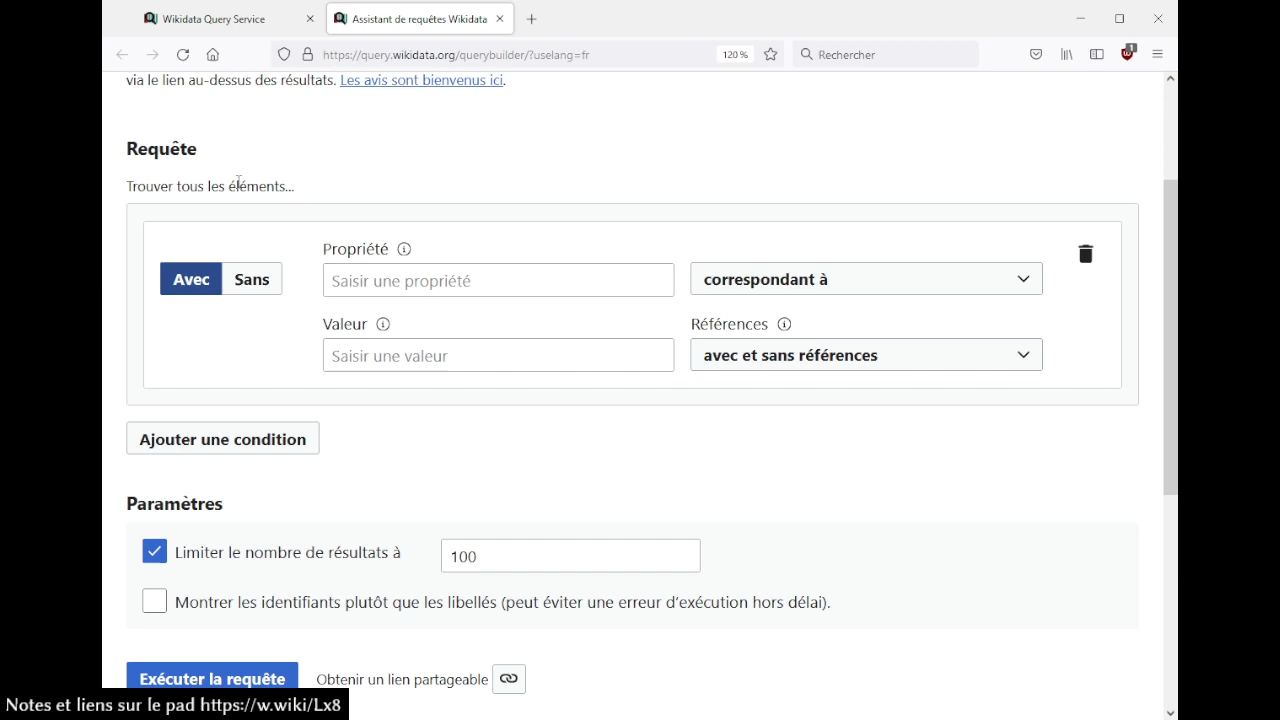 Wikidata Query Service
Assistant de requêtes Wikidata
https://query.wikidata.org/querybuilder/?uselang=fr
120 %
Rechercher
1
via le lien au-dessus des résultats. Les avis sont bienvenus ici.
Requête
Trouver tous les éléments...
Propriété
Avec Sans
Saisir une propriété
correspondant à
Valeur
Références
Saisir une valeur
avec et sans références
Ajouter une condition
Paramètres
Limiter le nombre de résultats à
100
Montrer les identifiants plutôt que les libellés (peut éviter une erreur d’exécution hors délai).
Exécuter la requête
Obtenir un lien partageable
Notes et liens sur le pad https://w.wiki/Lx8